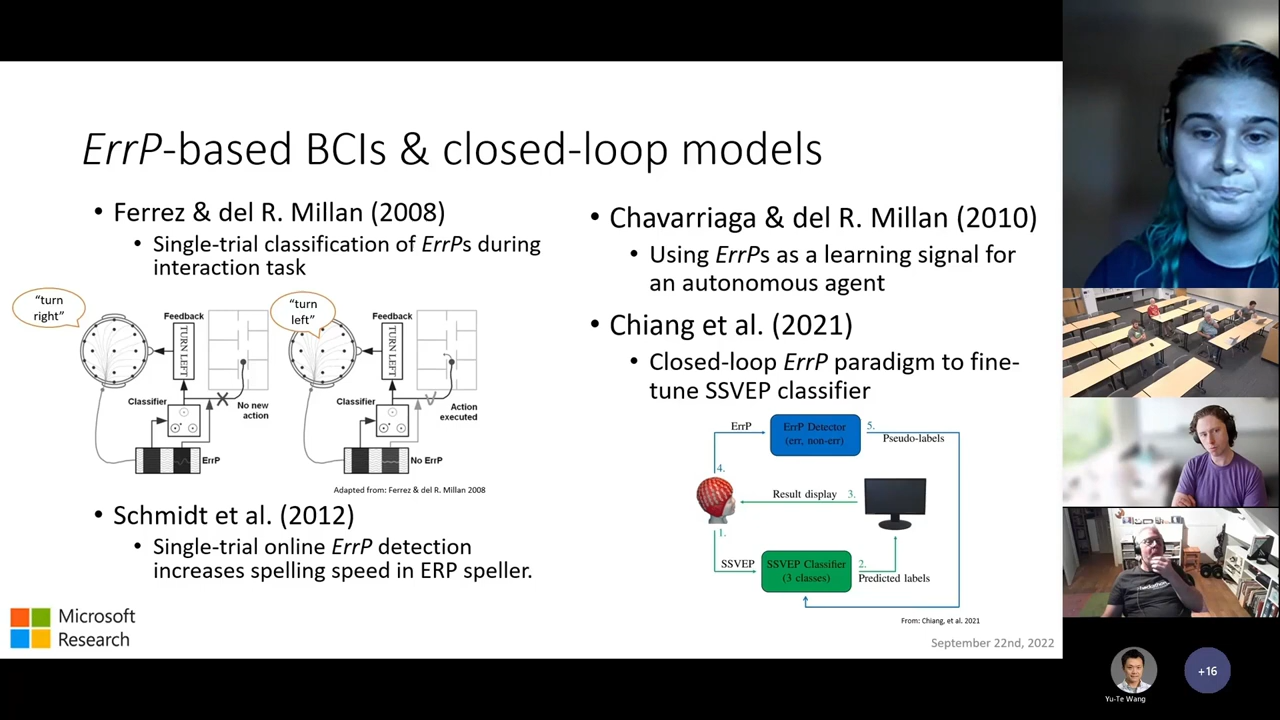 ErrP-based BCIs & closed-loop models
• Ferrez & del R. Millan (2008)
• Single-trial classification of ErrPs during
interaction task
"turn
right"
Feedback
TURN LEFT
Classifier
No new
action
ErrP
"turn
left"
Feedback
TURN LEFT
Classifier
Action
executed
No ErrP
Adapted from: Ferrez & del R. Millan 2008
• Schmidt et al. (2012)
• Single-trial online ErrP detection
increases spelling speed in ERP speller.
• Chavarriaga & del R. Millan (2010)
• Using ErrPs as a learning signal for
an autonomous agent
• Chiang et al. (2021)
• Closed-loop ErrP paradigm to fine-
tune SSVEP classifier
ErrP
ErrP Detector
(err, non-err)
5.
Pseudo-labels
4.
Result display
3.
1.
SSVEP
SSVEP Classifier
(3 classes)
2.
Predicted labels
From: Chiang, et al. 2021
Microsoft
Research
September 22nd, 2022
Yu-Te Wang
+16